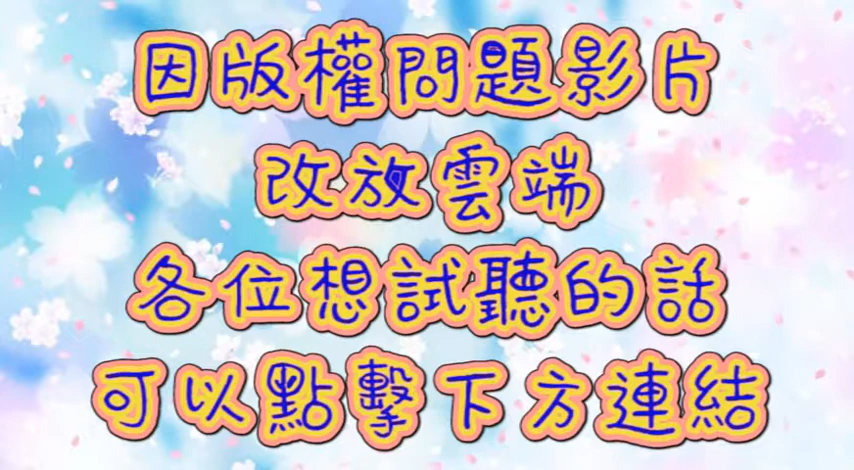 因版權問題影片
改放雲端
各位想試聽的話
可以點擊下方連結